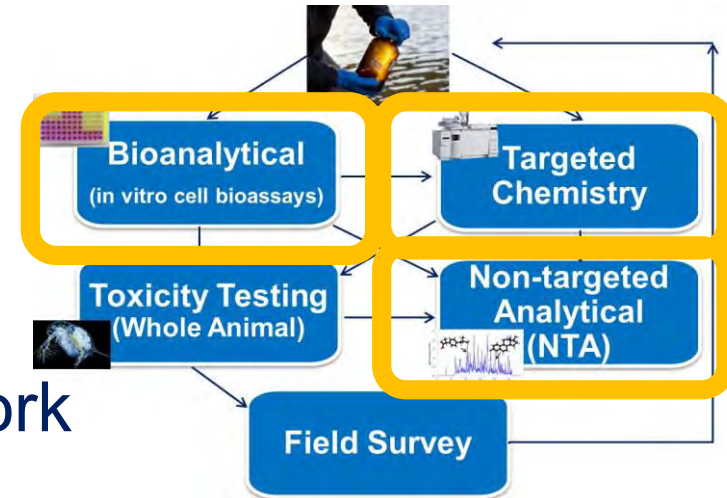 Bioanalytical
(in vitro cell bioassays)
Targeted
Chemistry
Toxicity Testing
(Whole Animal)
Non-targeted
Analytical
(NTA)
ork
Field Survey